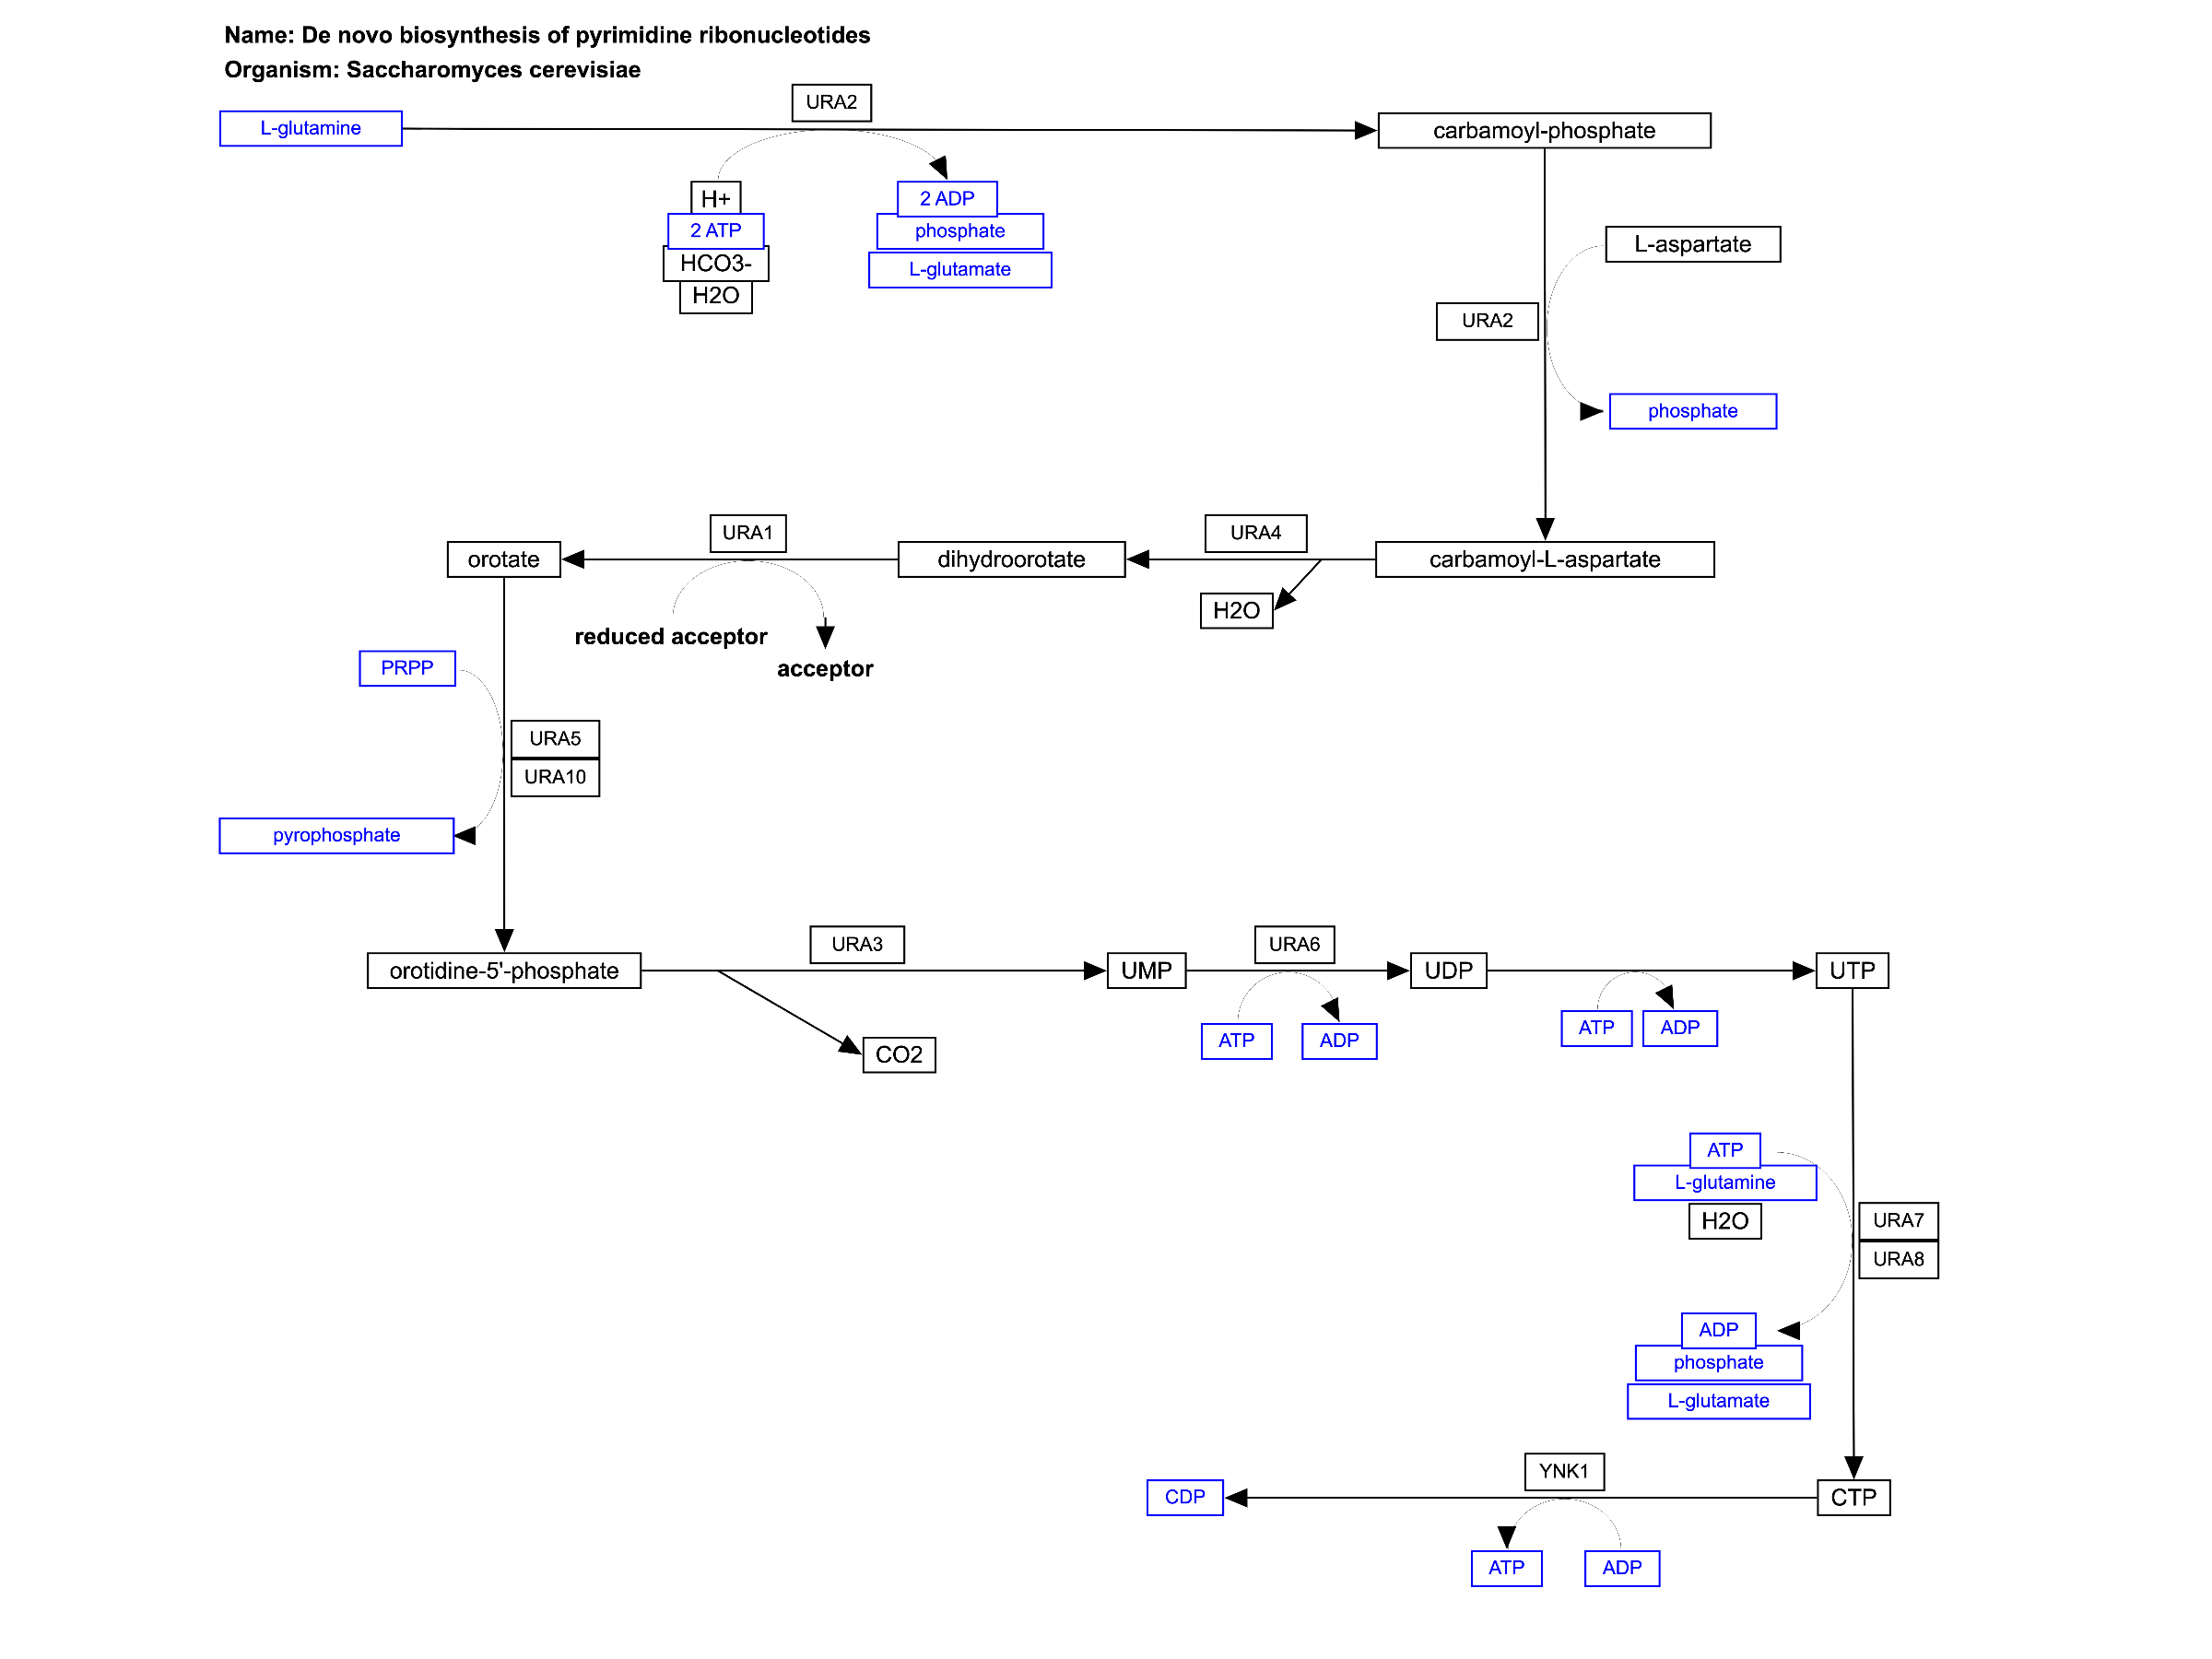 Name: De novo biosynthesis of pyrimidine ribonucleotides
Organism: Saccharomyces cerevisiae
URA2
L-glutamine
carbamoyl-phosphate
H+
2 ATP
HCO3-
H2O
2 ADP
phosphate
L-glutamate
L-aspartate
URA2
phosphate
orotate
URA1
dihydroorotate
URA4
carbamoyl-L-aspartate
H2O
reduced acceptor
acceptor
PRPP
URA5
URA10
pyrophosphate
orotidine-5'-phosphate
URA3
UMP
URA6
UDP
UTP
CO2
ATP
ADP
ATP
ADP
ATP
L-glutamine
H2O
URA7
URA8
ADP
phosphate
L-glutamate
CDP
YNK1
CTP
ATP
ADP